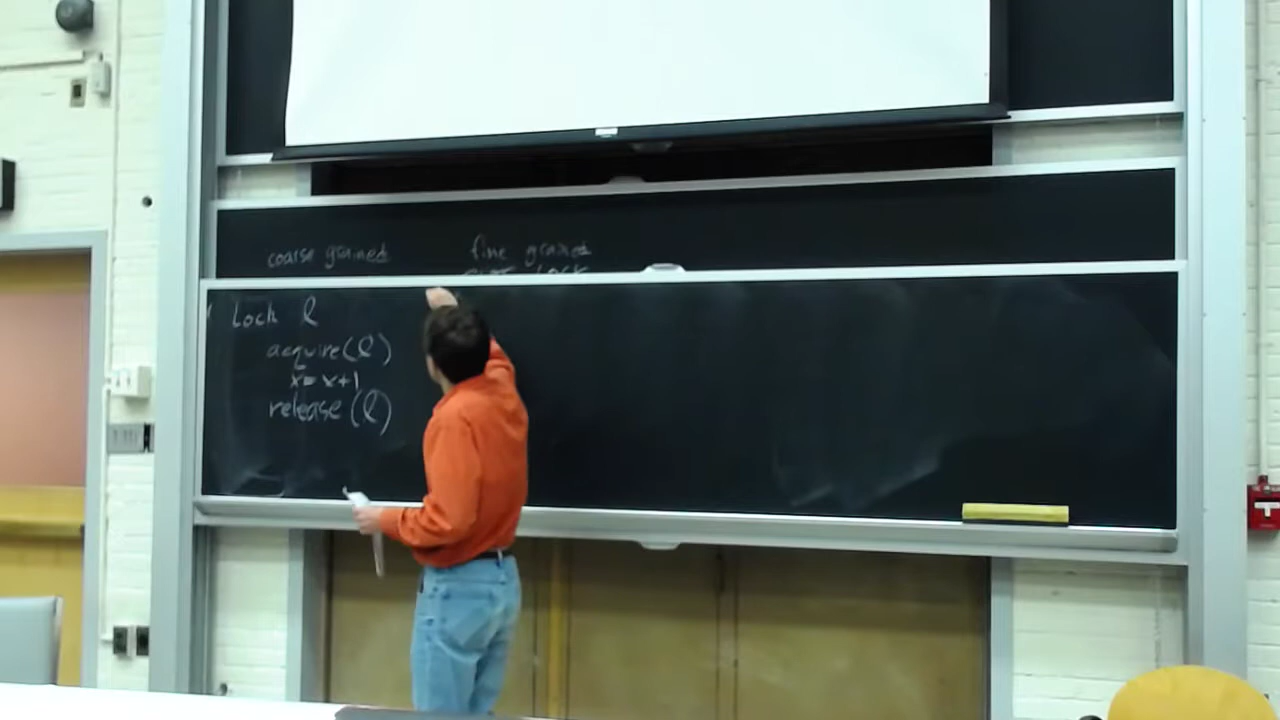 coarse grained fine grained
Lock l
acquire(l)
x=x+1
release(l)